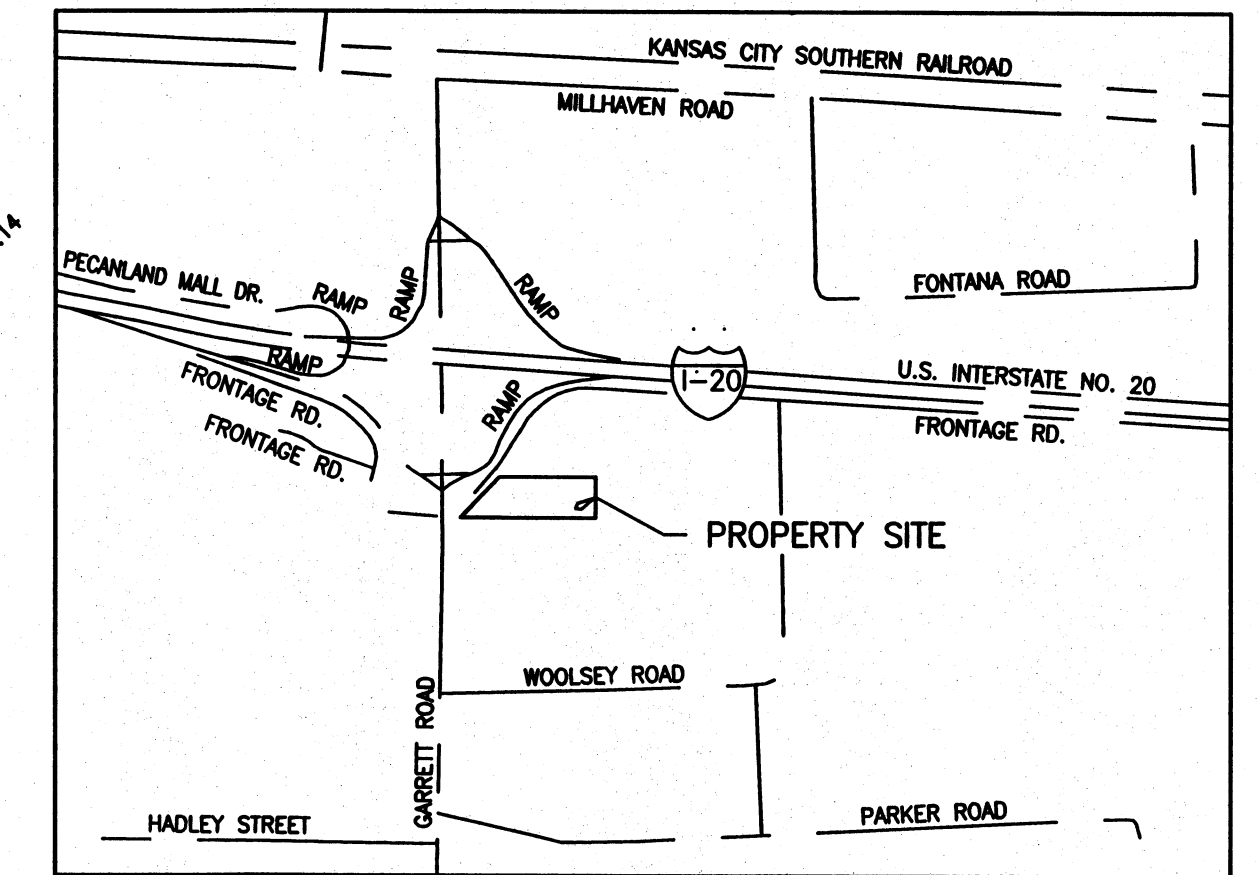 KANSAS CITY SOUTHERN RAILROAD
MILLHAVEN ROAD
.14
PECANLAND MALL DR.
RAMP
RAMP
RAMP
FONTANA ROAD
RAMP
FRONTAGE RD.
FRONTAGE RD.
RAMP
I-20
U.S. INTERSTATE NO. 20
FRONTAGE RD.
PROPERTY SITE
WOOLSEY ROAD
GARRETT ROAD
HADLEY STREET
PARKER ROAD